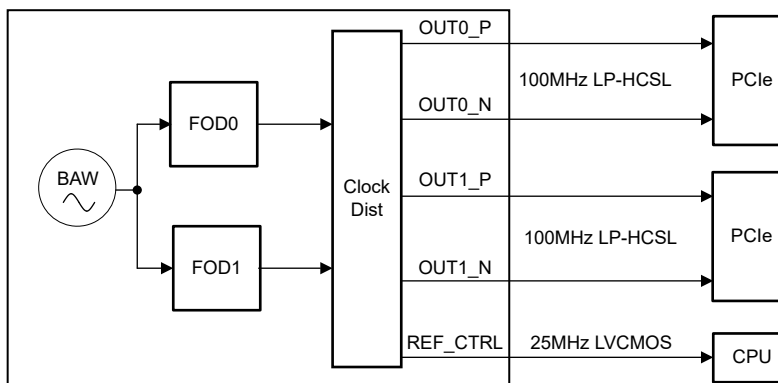 OUT0_P
100MHz LP-HCSL
PCIe
FOD0
OUT0_N
BAW
Clock
Dist
OUT1_P
100MHz LP-HCSL
PCIe
FOD1
OUT1_N
REF_CTRL
25MHz LVCMOS
CPU